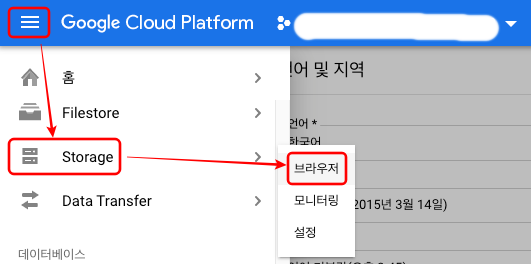 Google Cloud Platform
홈
Filestore
Storage
Data Transfer
데이터베이스
언어 및 지역
언어 *
한국어
브라우저
모니터링
설정
2015년 3월 14일)